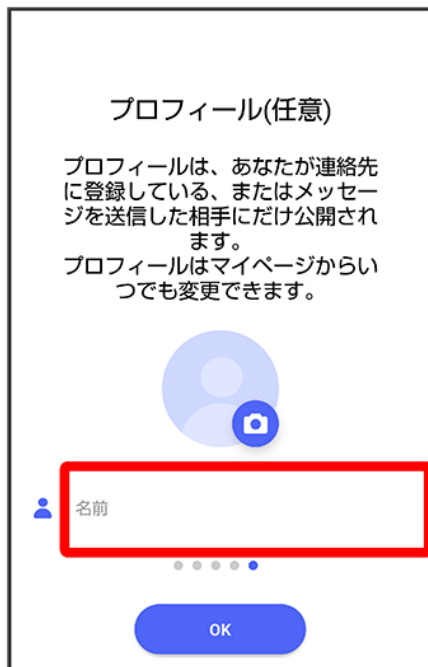 プロフィール(任意)
プロフィールは、あなたが連絡先
に登録している、またはメッセー
ジを送信した相手にだけ公開され
ます。
プロフィールはマイページからい
つでも変更できます。
名前
OK